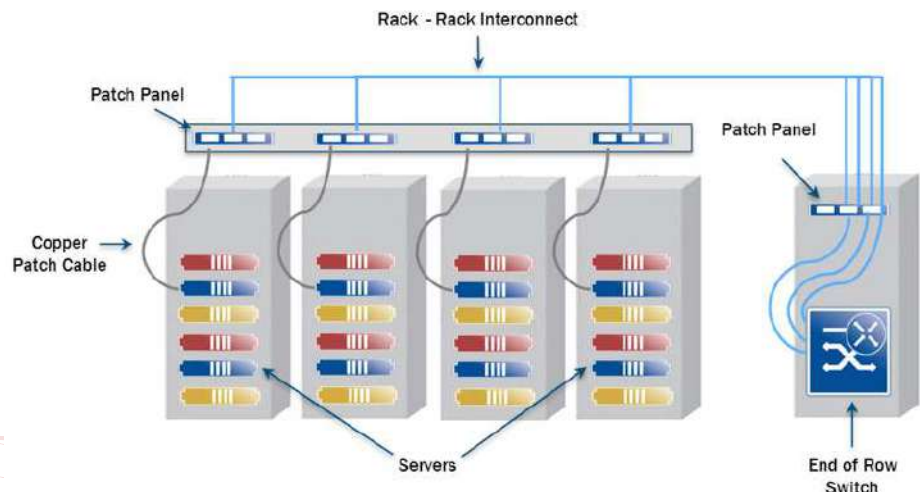 Rack - Rack Interconnect
Patch Panel
Patch Panel
Copper
Patch Cable
Servers
End of Row
Switch